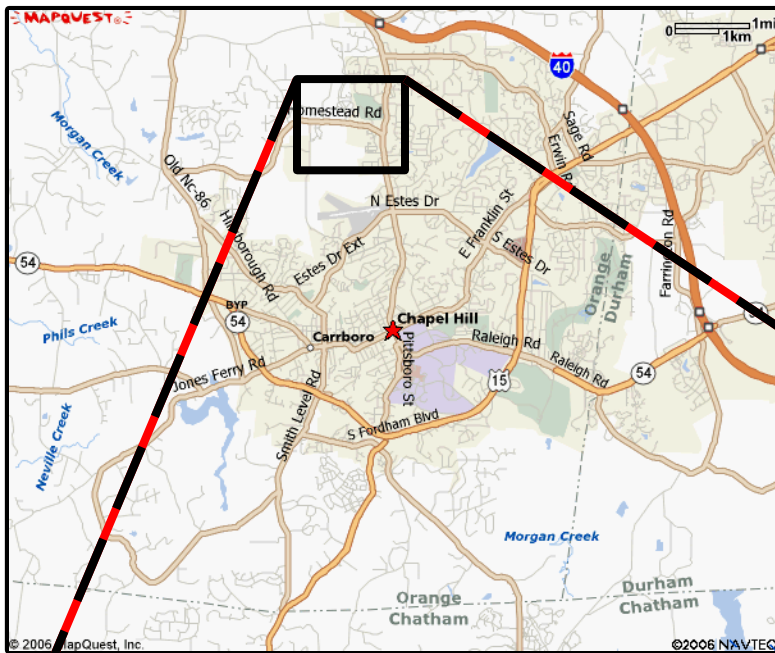 MAPQUEST
1mi
0
1km
40
Homestead Rd
Morgan Creek
Sage Rd
Erwin R
Old Nc-86
N Estes Dr
Hillsborough Rd
E Franklin St
Estes Dr Ext
S Estes Dr
Farrington Rd
Orange
Durham
54
BYP
54
Phils Creek
Chapel Hill
Carrboro
Pittsboro St
Raleigh Rd
Raleigh Rd
54
15
Jones Ferry Rd
Smith Level Rd
S Fordham Blvd
Neville Creek
Morgan Creek
Orange
Chatham
Durham
Chatham
© 2006 MapQuest, Inc.
©2006 NAVTEQ